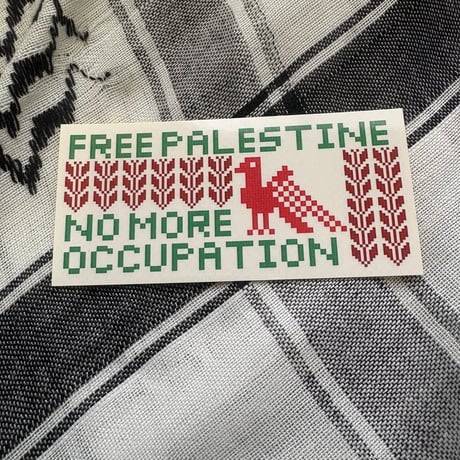 FREE PALESTINE
NO MORE
OCCUPATION